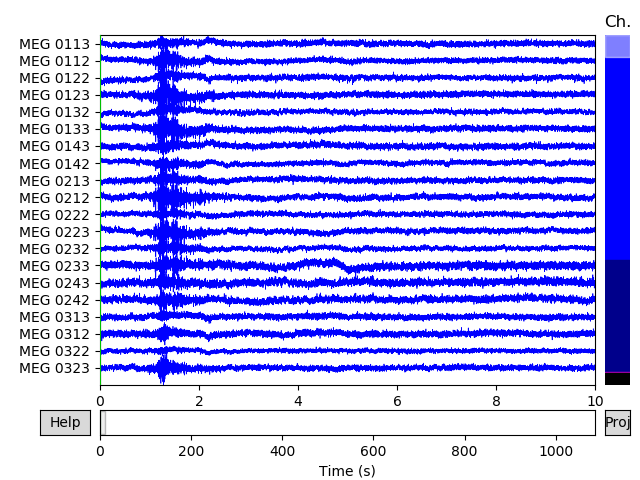 Ch.
MEG 0113
MEG 0112
MEG 0122
MEG 0123
MEG 0132
MEG 0133
MEG 0143
MEG 0142
MEG 0213
MEG 0212
MEG 0222
MEG 0223
MEG 0232
MEG 0233
MEG 0243
MEG 0242
MEG 0313
MEG 0312
MEG 0322
MEG 0323
0 2 4 6 8 10
Help Proj
0 200 400 600 800 1000
Time (s)